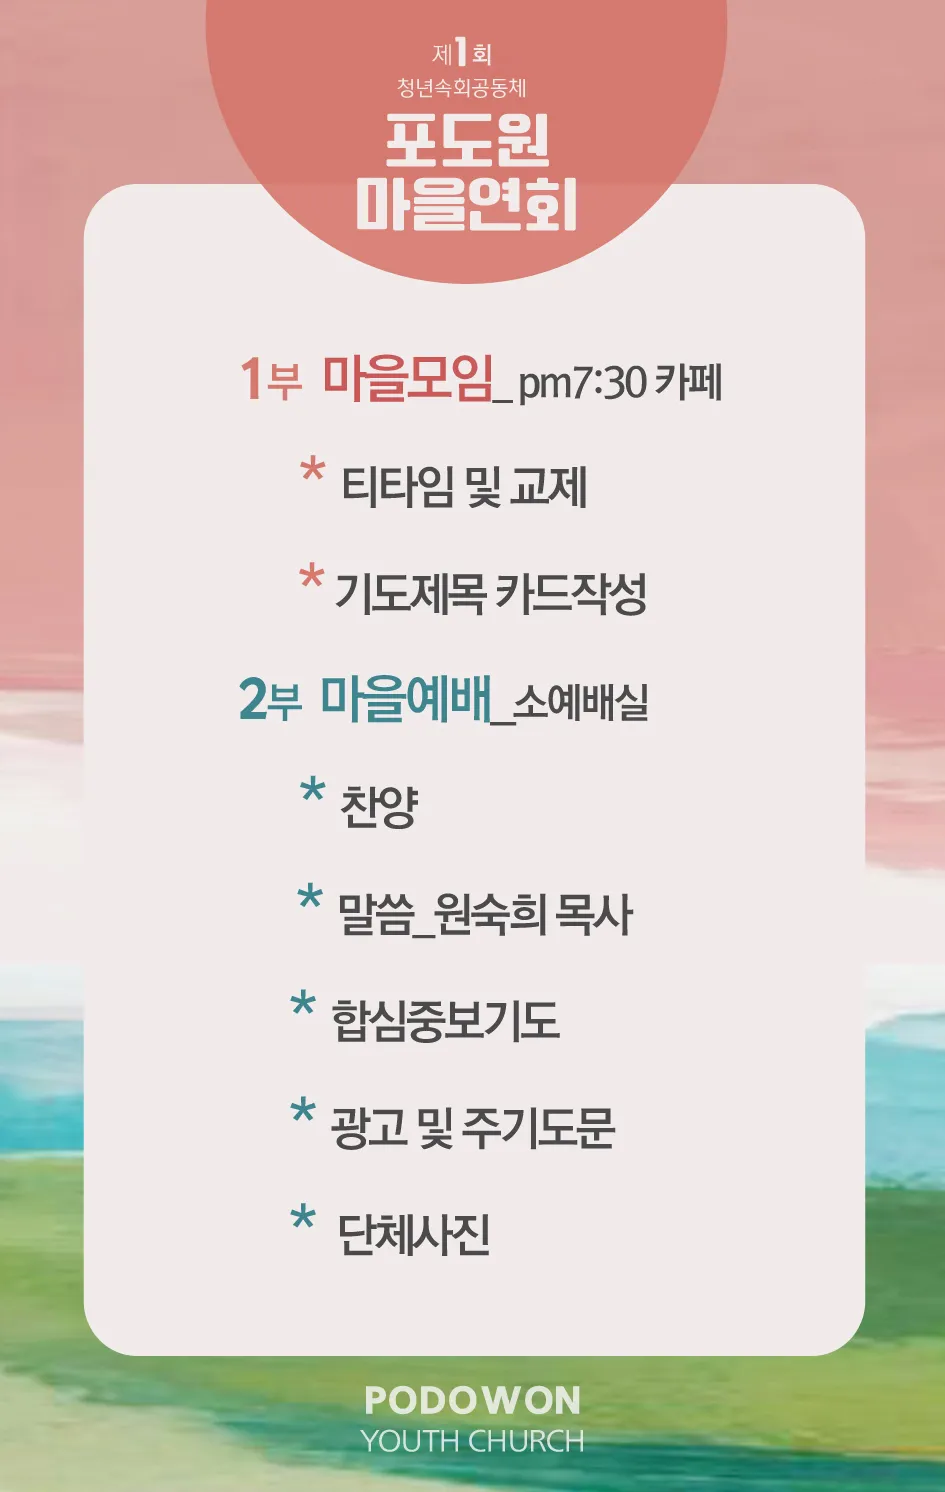 제1회
청년속회공동체
포도원
마을연회
1부 마을모임_pm7:30 카페
* 티타임 및 교제
* 기도제목 카드작성
2부 마을예배_소예배실
* 찬양
* 말씀_원숙희 목사
* 합심중보기도
* 광고 및 주기도문
* 단체사진
PODOWON
YOUTH CHURCH